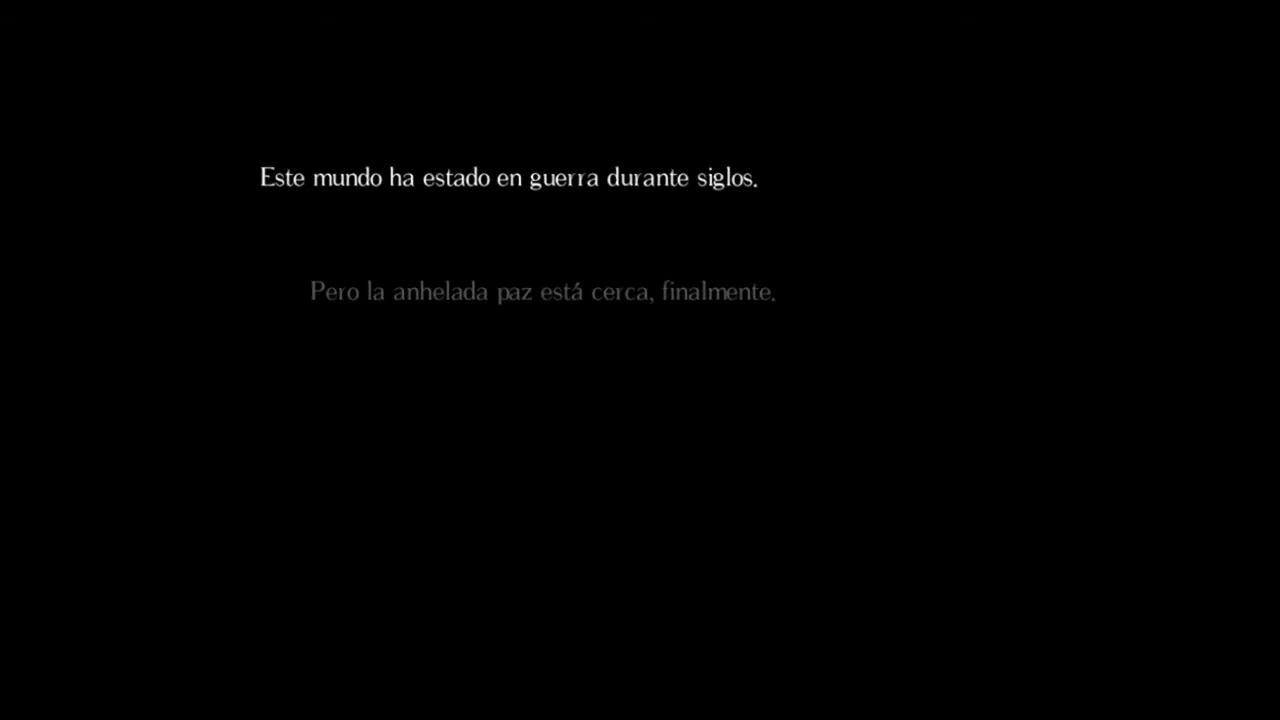 Este mundo ha estado en guerra durante siglos.
Pero la anhelada paz está cerca, finalmente.